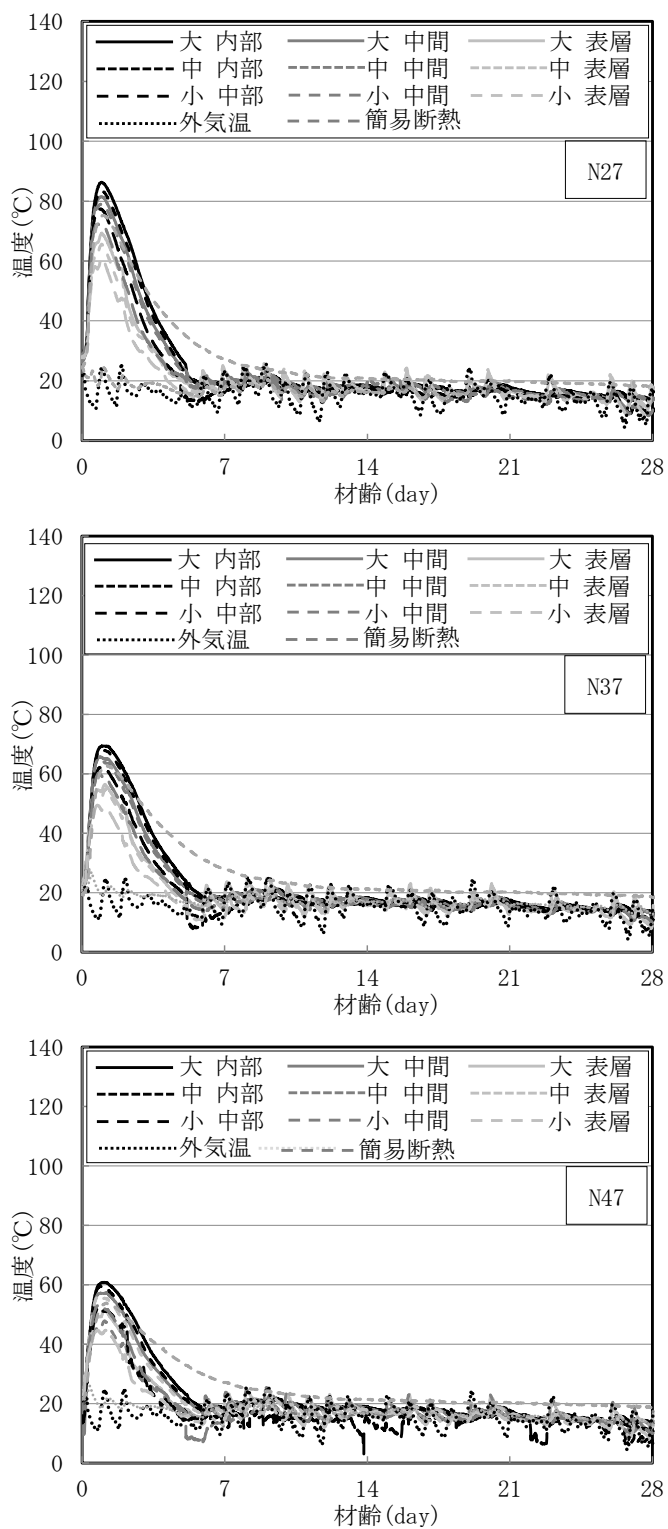 140
120
100
80
60
40
20
0
温度(℃)
大 内部 大 中間 大 表層
中 内部 中 中間 中 表層
小 中部 小 中間 小 表層
外気温 簡易断熱
N27
0 7 14 21 28
材齢(day)
140
120
100
80
60
40
20
0
温度(℃)
大 内部 大 中間 大 表層
中 内部 中 中間 中 表層
小 中部 小 中間 小 表層
外気温 簡易断熱
N37
0 7 14 21 28
材齢(day)
140
120
100
80
60
40
20
0
温度(℃)
大 内部 大 中間 大 表層
中 内部 中 中間 中 表層
小 中部 小 中間 小 表層
外気温 簡易断熱
N47
0 7 14 21 28
材齢(day)